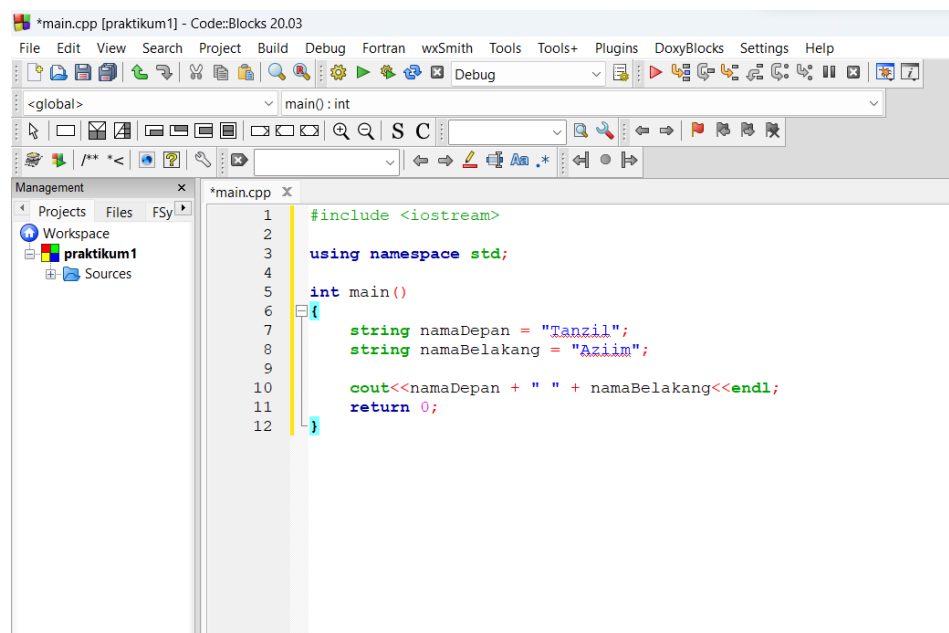 *main.cpp [praktikum1] - Code::Blocks 20.03
File Edit View Search Project Build Debug Fortran wxSmith Tools Tools+ Plugins DoxyBlocks Settings Help
Debug
<global> main() : int
S C
/** *<
Aa .*
Management
Projects Files FSy
Workspace
praktikum1
Sources
*main.cpp
1 #include <iostream>
2
3 using namespace std;
4
5 int main()
6 {
7 string namaDepan = "Tanzil";
8 string namaBelakang = "Aziim";
9
10 cout<<namaDepan + " " + namaBelakang<<endl;
11 return 0;
12 }